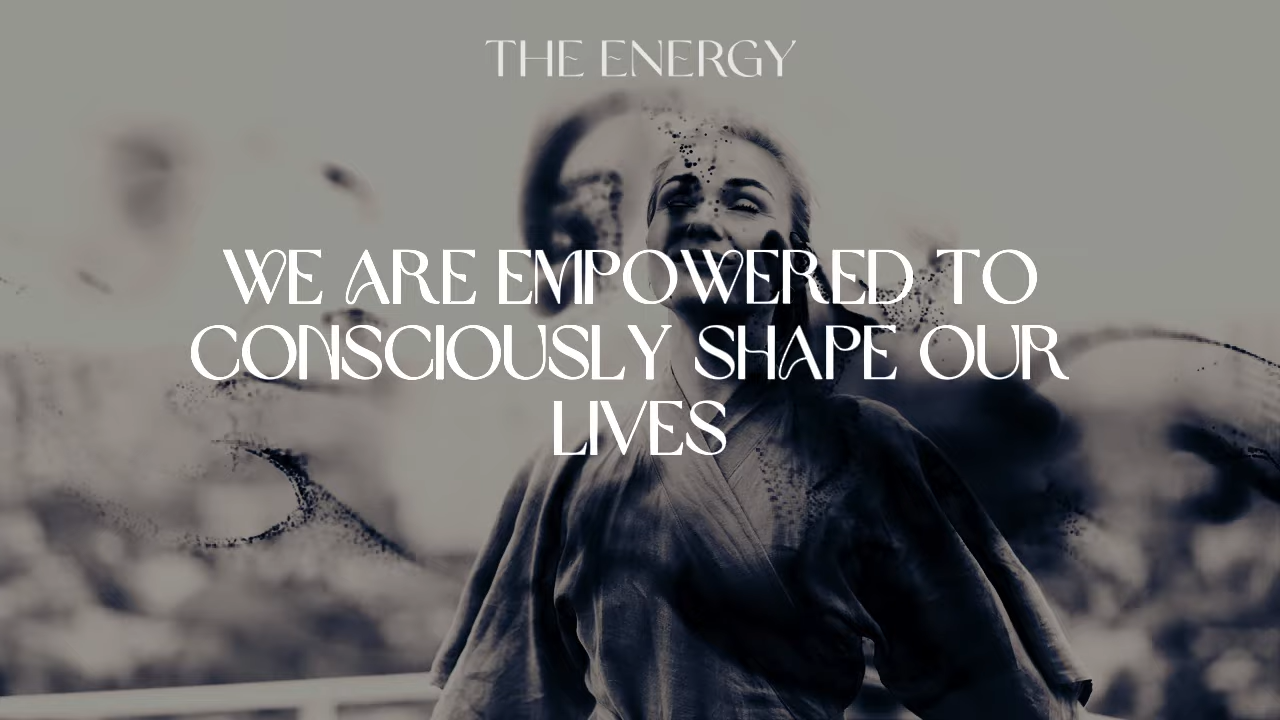 THE ENERGY
WE ARE EMPOWERED TO
CONSCIOUSLY SHAPE OUR
LIVES